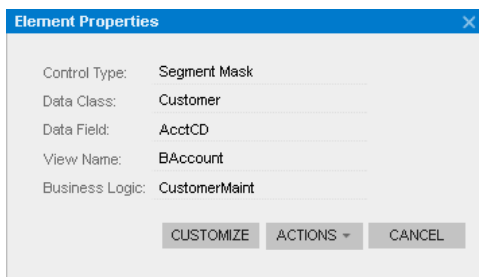 Element Properties
Control Type: Segment Mask
Data Class: Customer
Data Field: AcctCD
View Name: BAccount
Business Logic: CustomerMaint
CUSTOMIZE ACTIONS CANCEL